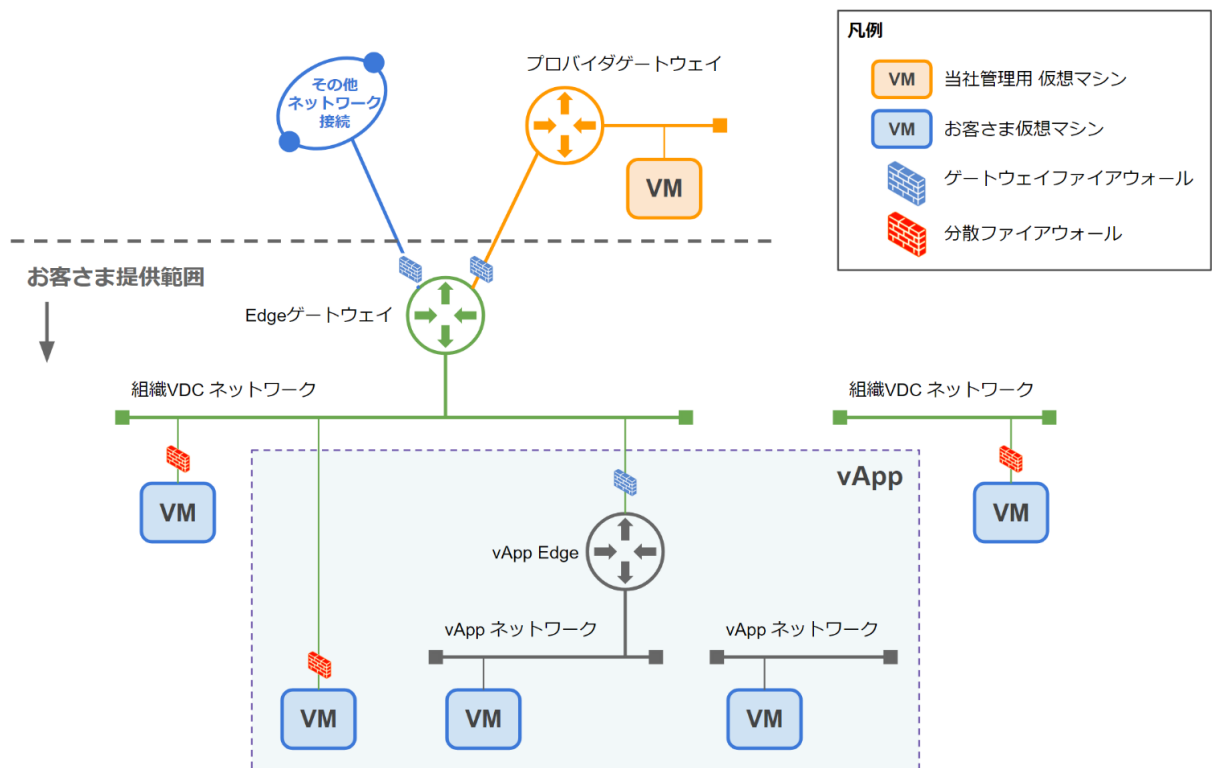 凡例
VM
当社管理用 仮想マシン
VM
お客さま仮想マシン
ゲートウェイファイアウォール
分散ファイアウォール
その他
ネットワーク
接続
プロバイダゲートウェイ
VM
お客さま提供範囲
Edgeゲートウェイ
組織VDC ネットワーク
組織VDC ネットワーク
vApp
VM
VM
vApp Edge
vApp ネットワーク
vApp ネットワーク
VM
VM
VM